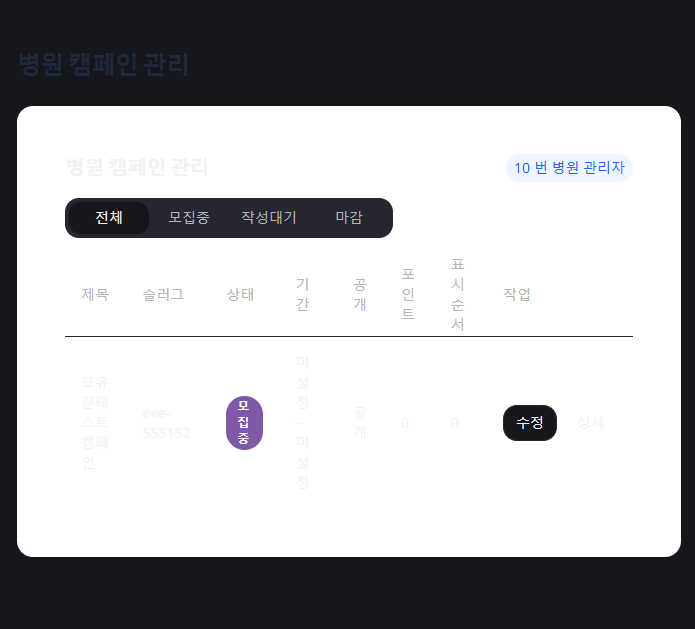 병원 캠페인 관리
병원 캠페인 관리
10 번 병원 관리자
전체 모집중 작성대기 마감
제목 슬러그 상태 기간 공개 포인트 표시순서 작업
포유문테스트캠페인 eee-555152 모집중 미설정 ~ 미설정 공개 0 0 수정 상세